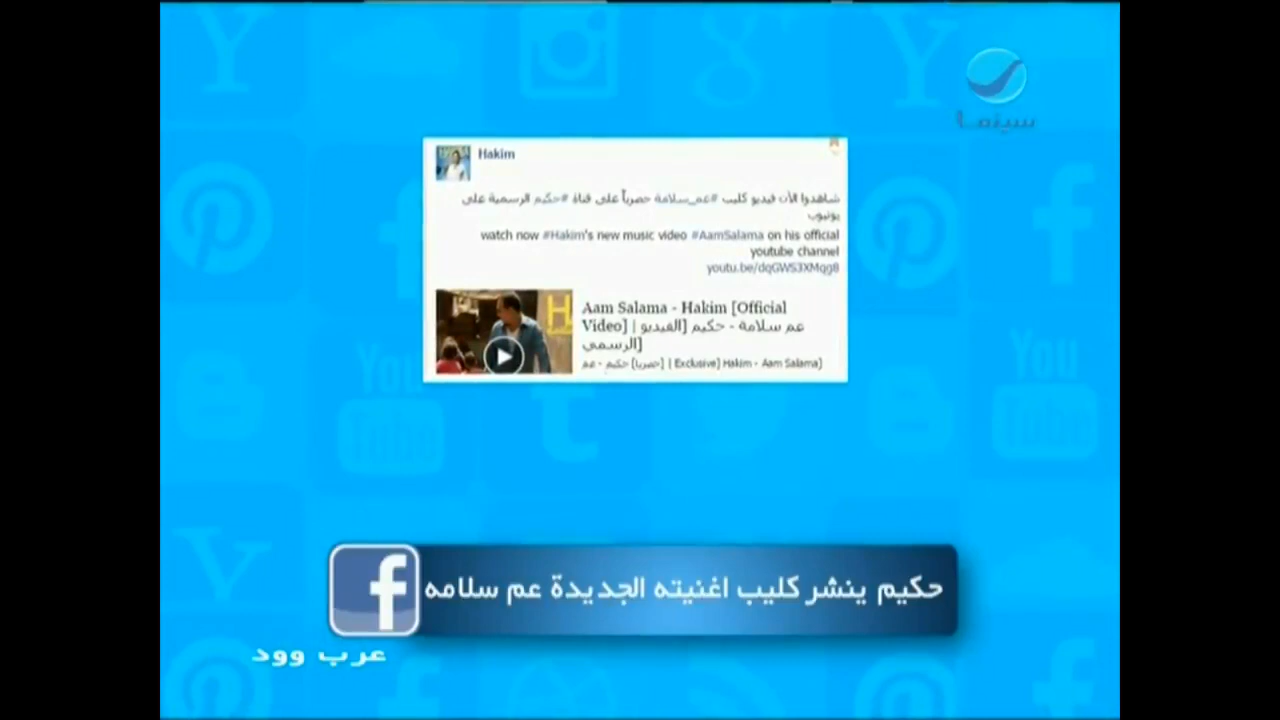 سينما
Hakim
شاهدوا الآن فيديو كليب #عم_سلامة حصرياً على قناة #حكيم الرسمية على
يوتيوب
watch now #Hakim's new music video #AamSalama on his official
youtube channel
youtu.be/dqGWS3XMqg8
Aam Salama - Hakim [Official
Video] | عم سلامة - حكيم [الفيديو
الرسمي]
[حصريا] حكيم - عم | Exclusive] Hakim - Aam Salama]
حكيم ينشر كليب اغنيته الجديدة عم سلامه
عرب وود